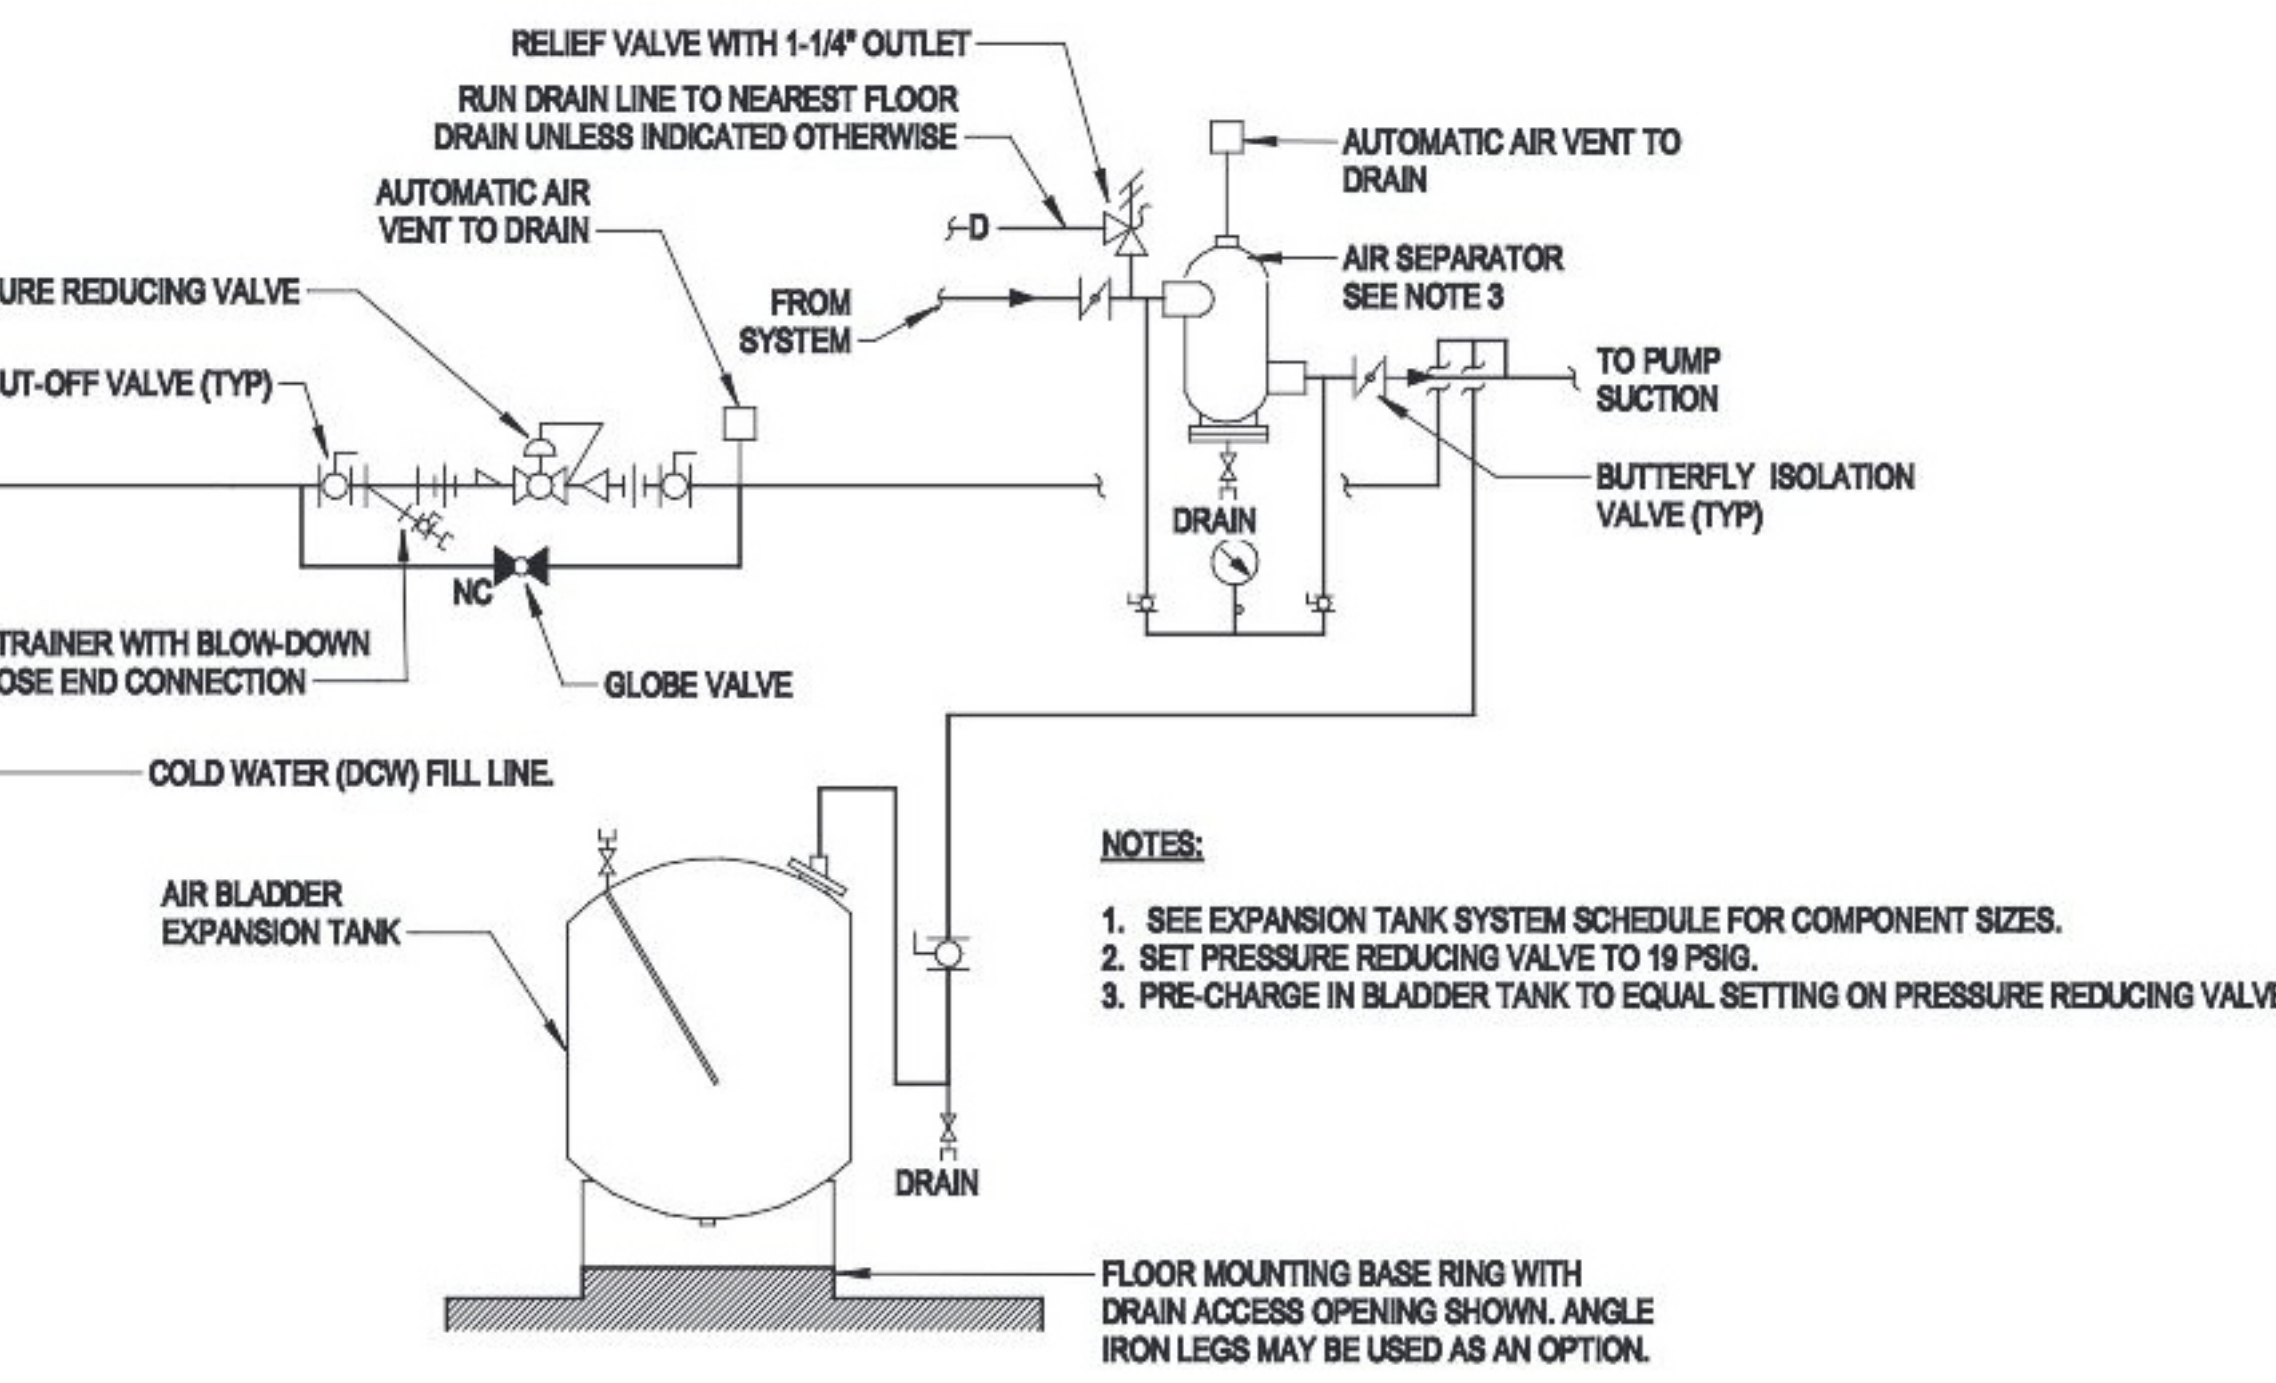 RELIEF VALVE WITH 1-1/4" OUTLET
RUN DRAIN LINE TO NEAREST FLOOR
DRAIN UNLESS INDICATED OTHERWISE
AUTOMATIC AIR
VENT TO DRAIN
D
AUTOMATIC AIR VENT TO
DRAIN
AIR SEPARATOR
SEE NOTE 3
URE REDUCING VALVE
FROM
SYSTEM
UT-OFF VALVE (TYP)
TO PUMP
SUCTION
BUTTERFLY ISOLATION
VALVE (TYP)
DRAIN
NC
TRAINER WITH BLOW-DOWN
OSE END CONNECTION
GLOBE VALVE
COLD WATER (DCW) FILL LINE.
AIR BLADDER
EXPANSION TANK
NOTES:
1. SEE EXPANSION TANK SYSTEM SCHEDULE FOR COMPONENT SIZES.
2. SET PRESSURE REDUCING VALVE TO 19 PSIG.
3. PRE-CHARGE IN BLADDER TANK TO EQUAL SETTING ON PRESSURE REDUCING VALVE
DRAIN
FLOOR MOUNTING BASE RING WITH
DRAIN ACCESS OPENING SHOWN. ANGLE
IRON LEGS MAY BE USED AS AN OPTION.